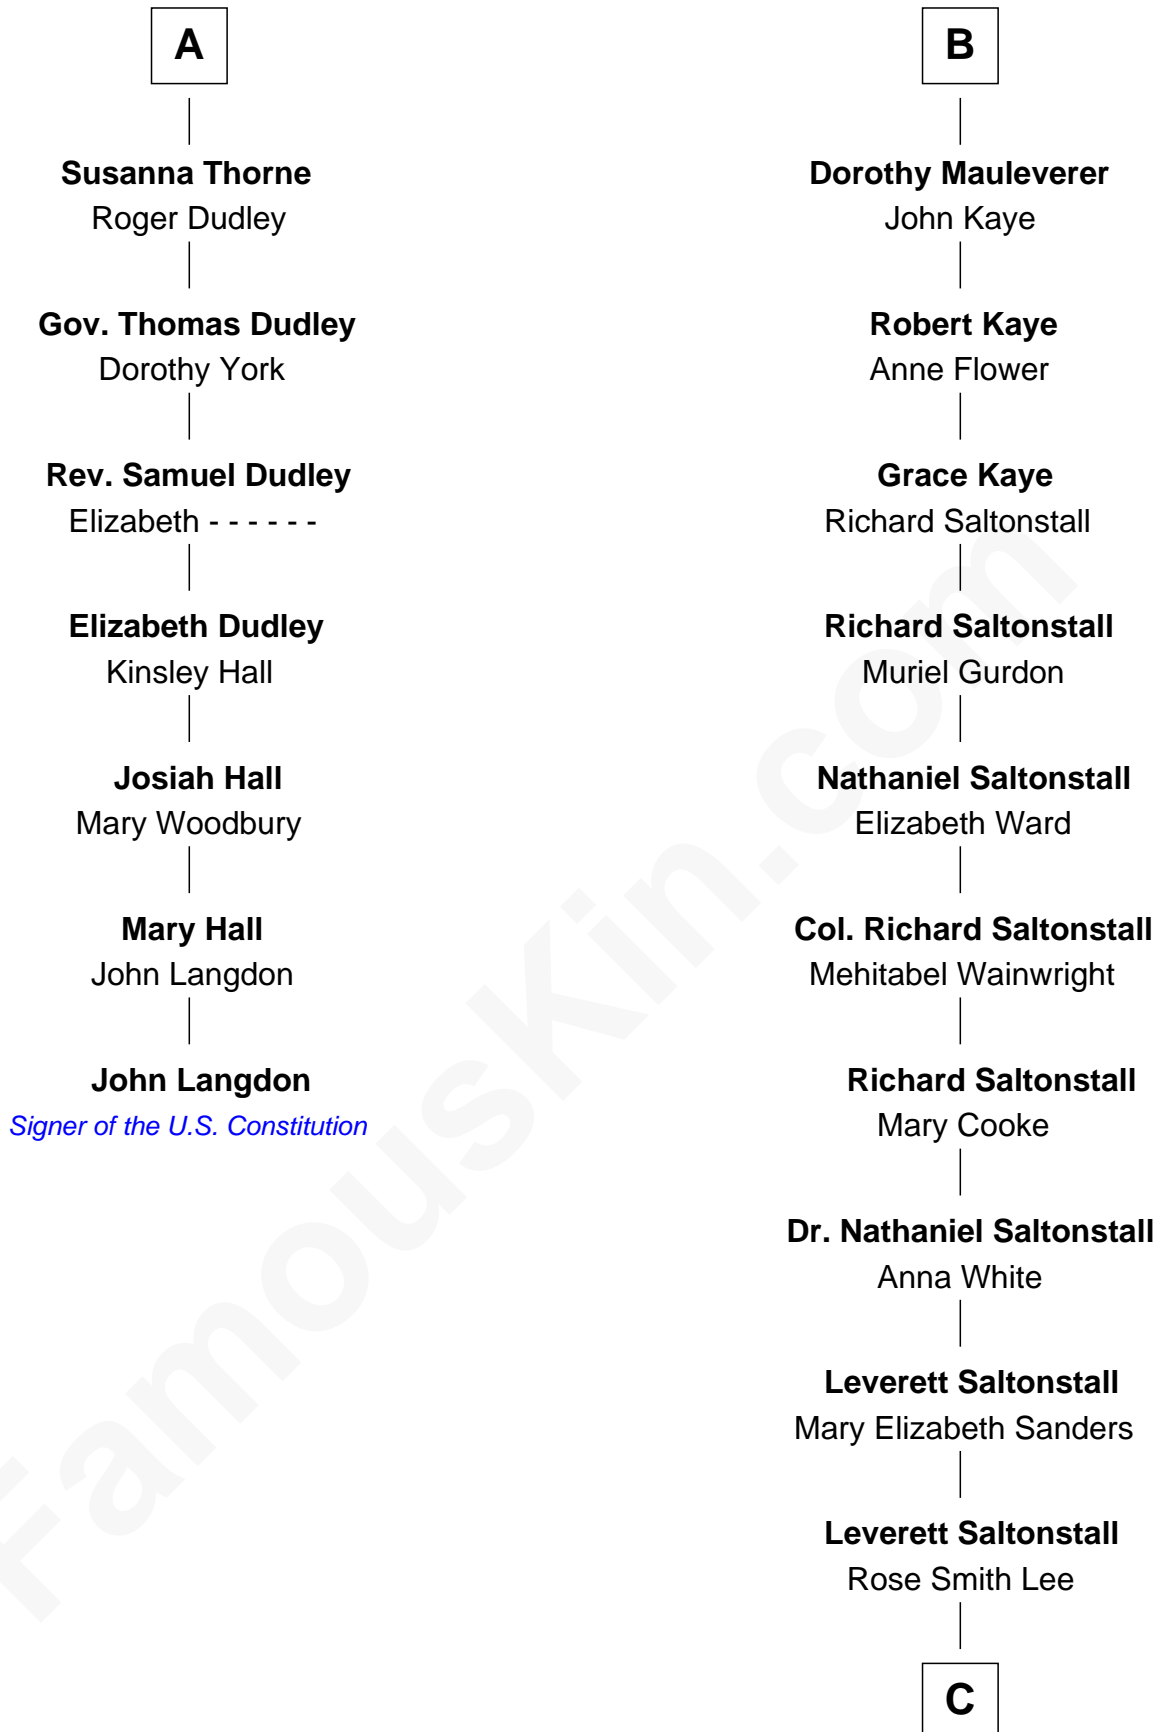 A
Susanna Thorne
Roger Dudley
Gov. Thomas Dudley
Dorothy York
Rev. Samuel Dudley
Elizabeth - - - - - -
Elizabeth Dudley
Kinsley Hall
Josiah Hall
Mary Woodbury
Mary Hall
John Langdon
John Langdon
Signer of the U.S. Constitution
B
Dorothy Mauleverer
John Kaye
Robert Kaye
Anne Flower
Grace Kaye
Richard Saltonstall
Richard Saltonstall
Muriel Gurdon
Nathaniel Saltonstall
Elizabeth Ward
Col. Richard Saltonstall
Mehitabel Wainwright
Richard Saltonstall
Mary Cooke
Dr. Nathaniel Saltonstall
Anna White
Leverett Saltonstall
Mary Elizabeth Sanders
Leverett Saltonstall
Rose Smith Lee
C
FamousKin.com